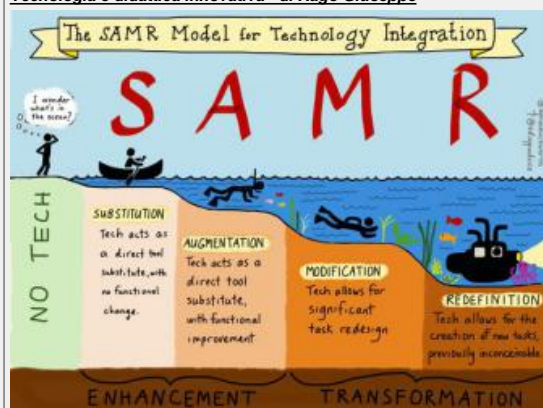 Tecnologia e didattica innovativa - di Rago Giuseppe
The SAMR Model for Technology Integration
I wonder
what's in
the ocean?
S A M R
NO TECH
SUBSTITUTION
Tech acts as
a direct tool
substitute, with
no functional
change.
AUGMENTATION
Tech acts as a
direct tool
substitute,
with functional
improvement
MODIFICATION
Tech allows for
significant
task redesign
REDEFINITION
Tech allows for the
creation of new tasks,
previously inconceivable.
ENHANCEMENT
TRANSFORMATION